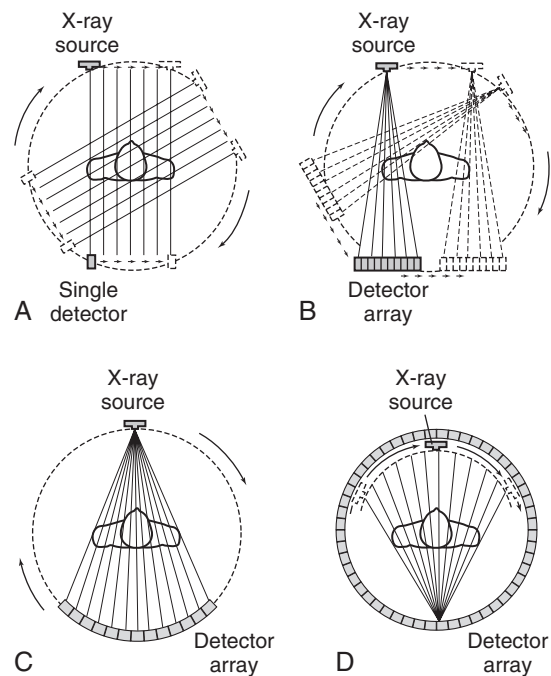 X-ray
source
Single
detector
A
X-ray
source
Detector
array
B
X-ray
source
Detector
array
C
X-ray
source
Detector
array
D